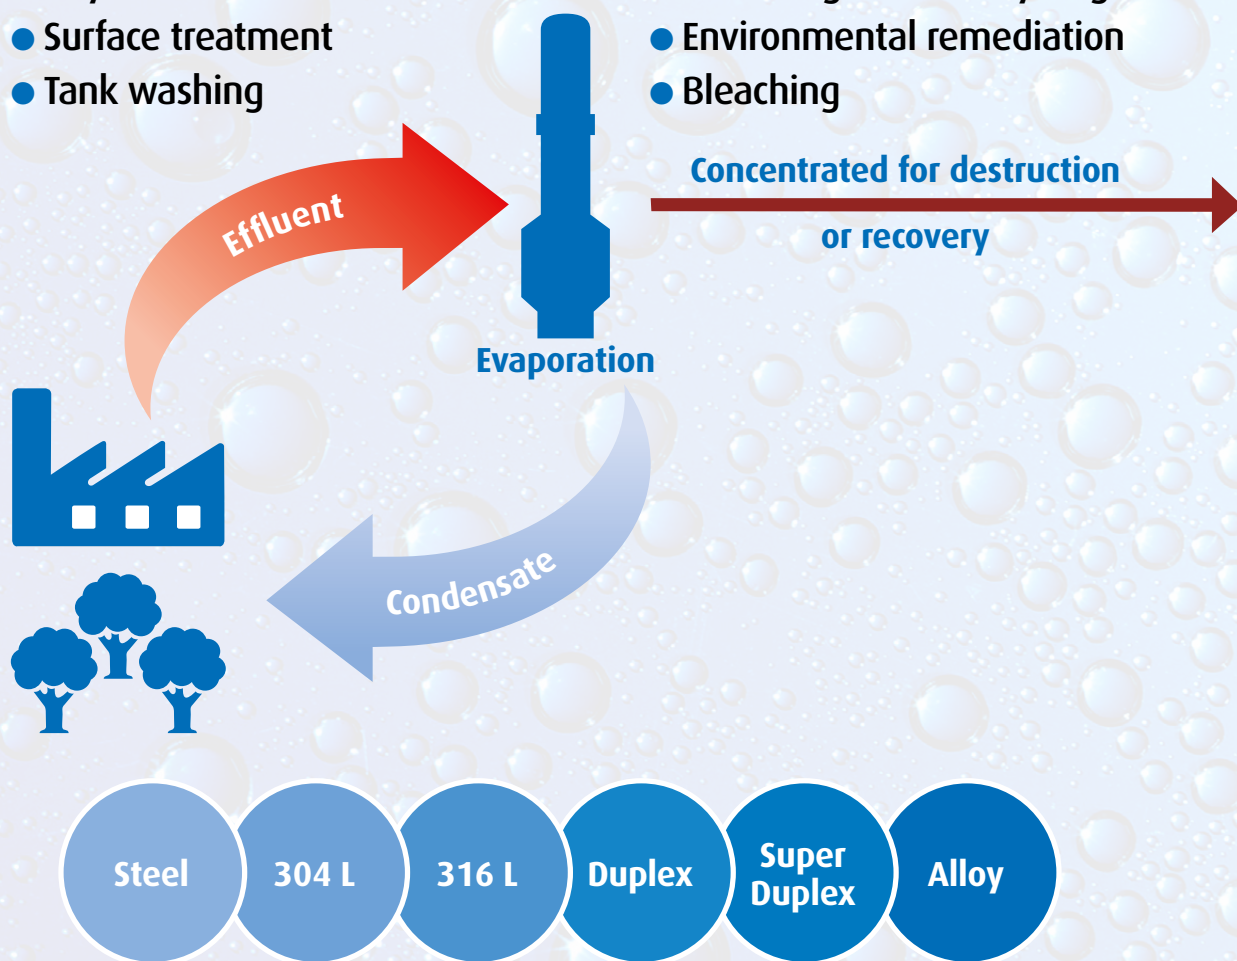 Surface treatment
Tank washing
Environmental remediation
Bleaching
Concentrated for destruction
or recovery
Effluent
Evaporation
Condensate
Steel
304 L
316 L
Duplex
Super
Duplex
Alloy